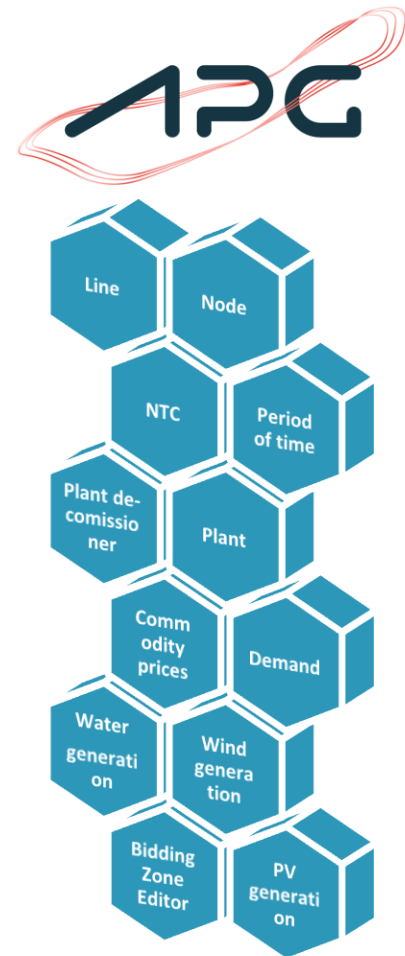 APG
Line
Node
NTC
Period
of time
Plant de-
comissio
ner
Plant
Comm
odity
prices
Demand
Water
generati
on
Wind
genera
tion
Bidding
Zone
Editor
PV
generati
on